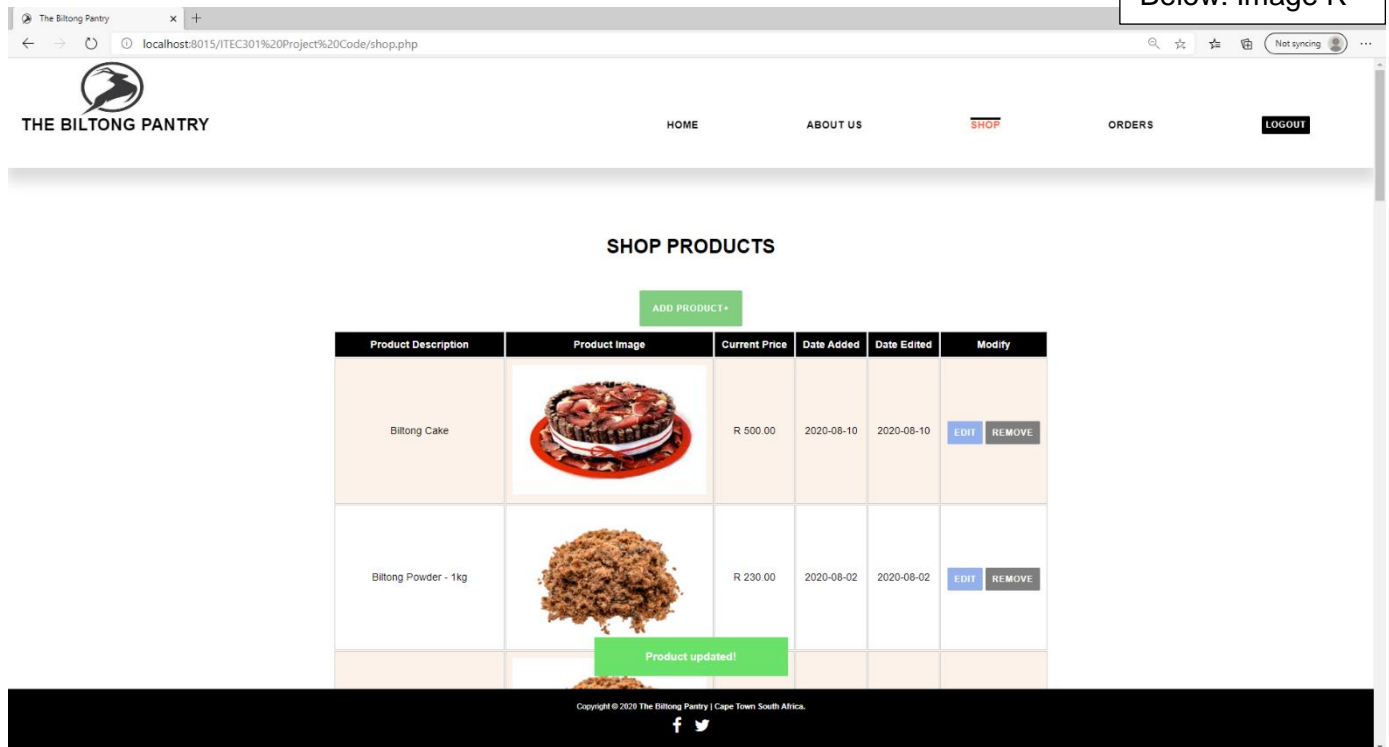 Below: Image R
The Biltong Pantry
localhost:8015/ITEC301%20Project%20Code/shop.php
Not syncing
THE BILTONG PANTRY
HOME ABOUT US SHOP ORDERS LOGOUT
SHOP PRODUCTS
ADD PRODUCT+
Product Description Product Image Current Price Date Added Date Edited Modify
Biltong Cake R 500.00 2020-08-10 2020-08-10 EDIT REMOVE
Biltong Powder - 1kg R 230.00 2020-08-02 2020-08-02 EDIT REMOVE
Product updated!
Copyright © 2020 The Biltong Pantry | Cape Town South Africa.